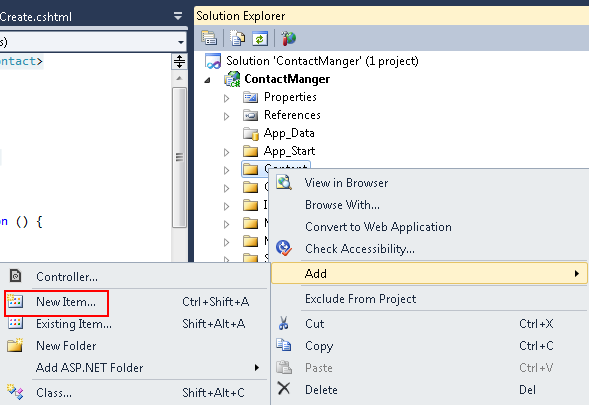 Create.cshtml
s)
ontact>
on () {
Solution Explorer
Solution 'ContactManger' (1 project)
ContactManger
Properties
References
App_Data
App_Start
Content
View in Browser
Browse With...
Convert to Web Application
Check Accessibility...
Add
Exclude From Project
Cut Ctrl+X
Copy Ctrl+C
Paste Ctrl+V
Delete Del
Controller...
New Item... Ctrl+Shift+A
Existing Item... Shift+Alt+A
New Folder
Add ASP.NET Folder
Class... Shift+Alt+C